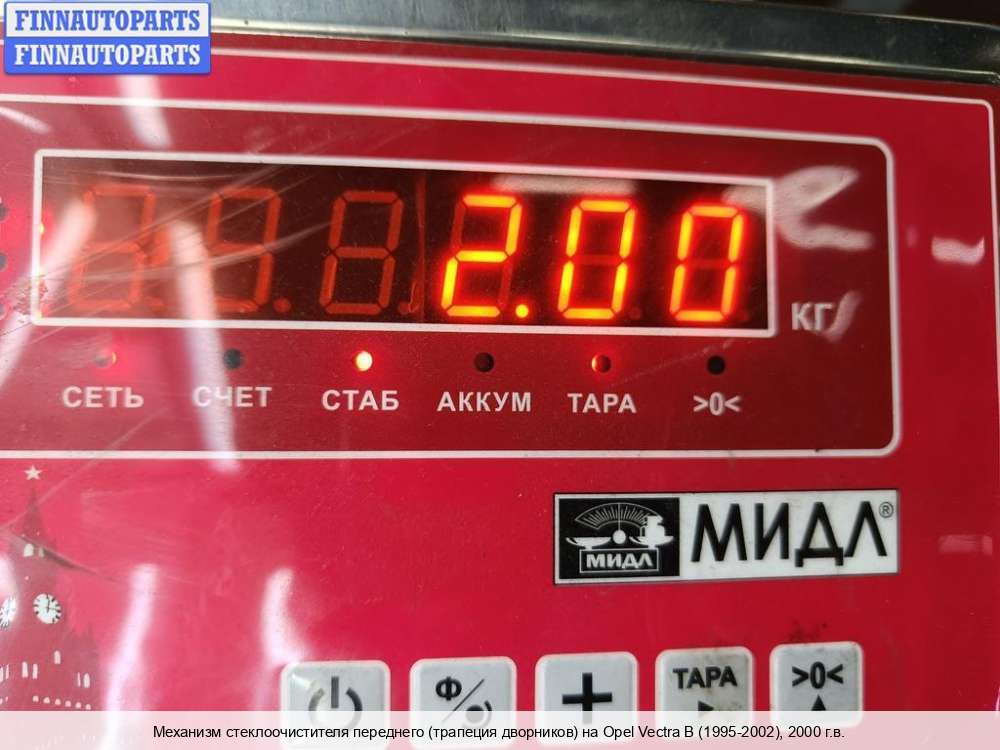 FINNAUTOPARTS
FINNAUTOPARTS
2.00
КГ
СЕТЬ СЧЕТ СТАБ АККУМ ТАРА >0<
МИДЛ МИДЛ®
Ф ТАРА >0<
Механизм стеклоочистителя переднего (трапеция дворников) на Opel Vectra B (1995-2002), 2000 г.в.